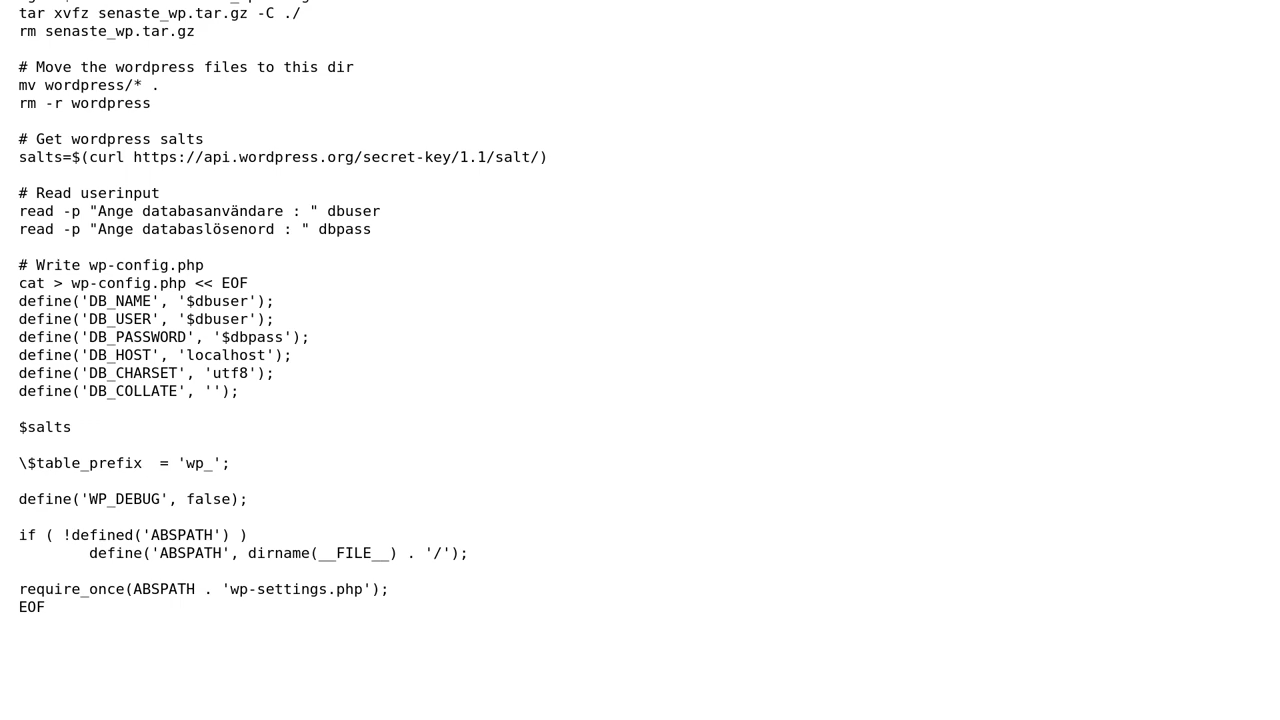 tar xvfz senaste_wp.tar.gz -C ./
rm senaste_wp.tar.gz

# Move the wordpress files to this dir
mv wordpress/* .
rm -r wordpress

# Get wordpress salts
salts=$(curl https://api.wordpress.org/secret-key/1.1/salt/)

# Read userinput
read -p "Ange databasanvändare : " dbuser
read -p "Ange databaslösenord : " dbpass

# Write wp-config.php
cat > wp-config.php << EOF
define('DB_NAME', '$dbuser');
define('DB_USER', '$dbuser');
define('DB_PASSWORD', '$dbpass');
define('DB_HOST', 'localhost');
define('DB_CHARSET', 'utf8');
define('DB_COLLATE', '');

$salts

\$table_prefix  = 'wp_';

define('WP_DEBUG', false);

if ( !defined('ABSPATH') )
        define('ABSPATH', dirname(__FILE__) . '/');

require_once(ABSPATH . 'wp-settings.php');
EOF